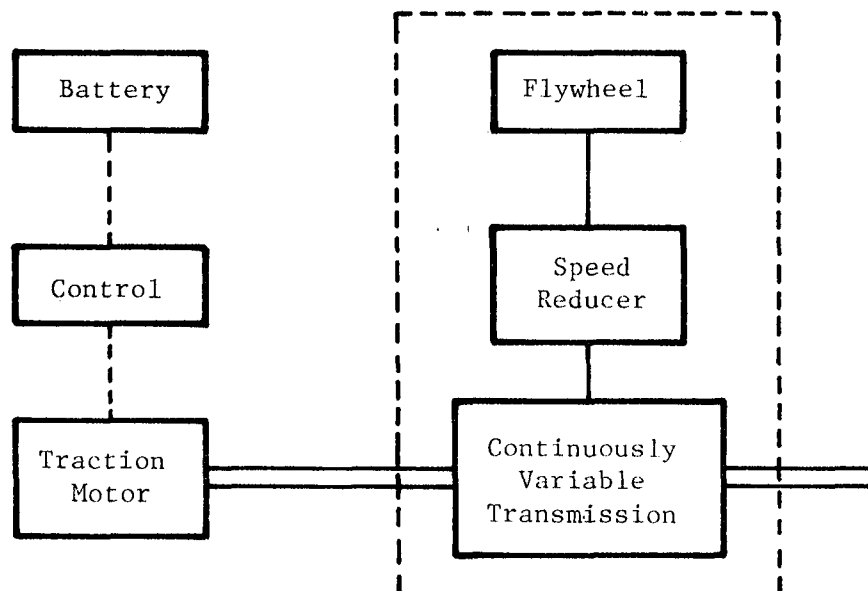 Battery
Flywheel
Control
Speed
Reducer
Traction
Motor
Continuously
Variable
Transmission